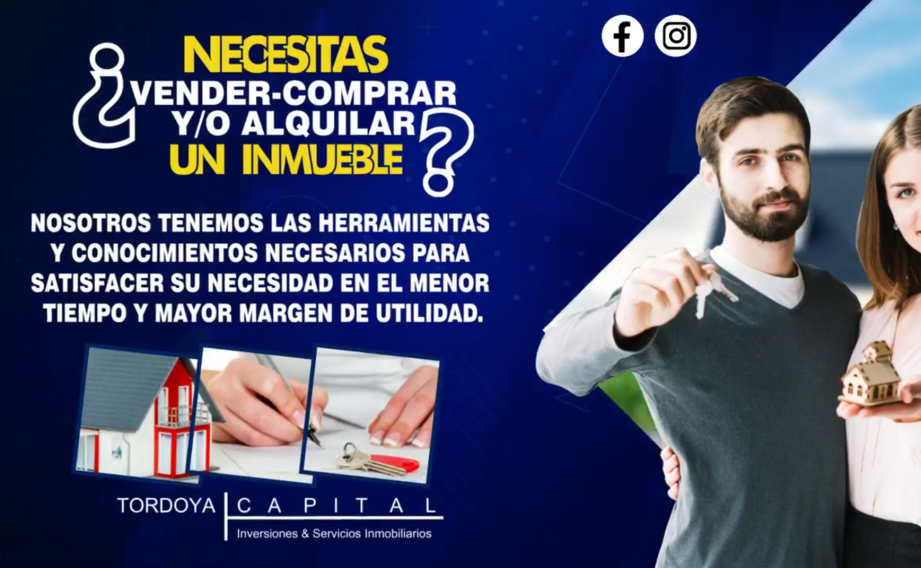 NECESITAS
¿VENDER-COMPRAR
Y/O ALQUILAR?
UN INMUEBLE
NOSOTROS TENEMOS LAS HERRAMIENTAS
Y CONOCIMIENTOS NECESARIOS PARA
SATISFACER SU NECESIDAD EN EL MENOR
TIEMPO Y MAYOR MARGEN DE UTILIDAD.
TORDOYA CAPITAL
Inversiones & Servicios Inmobiliarios